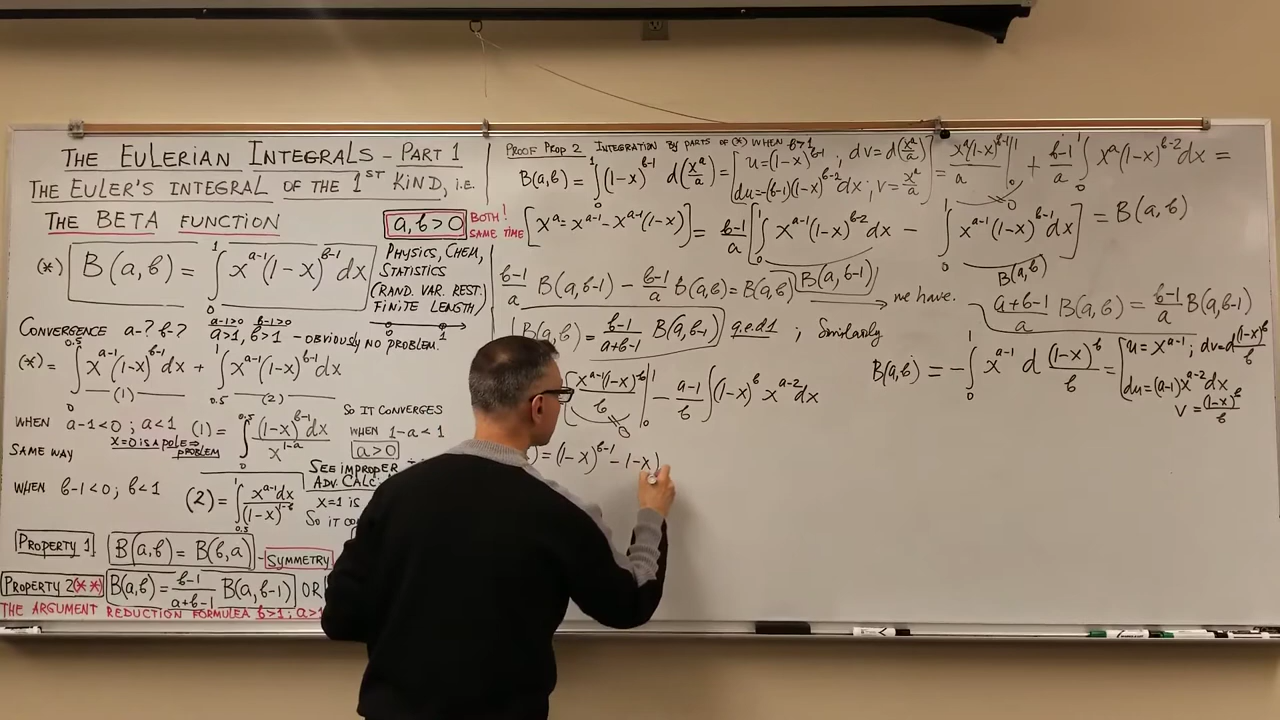 THE EULERIAN INTEGRALS - PART 1
THE EULER'S INTEGRAL OF THE 1ST KIND, i.e.
THE BETA FUNCTION
a, b > 0 BOTH! SAME TIME
(*) B(a,b) = ∫₀¹ x^{a-1}(1-x)^{b-1}dx
PHYSICS, CHEM,
STATISTICS
(RAND. VAR. REST.
FINITE LENGTH)
0 1
CONVERGENCE a-? b-? a-1>0 b-1>0 a>1, b>1 - OBVIOUSLY NO PROBLEM.
(*) = ∫₀^{0.5} x^{a-1}(1-x)^{b-1}dx + ∫_{0.5}^1 x^{a-1}(1-x)^{b-1}dx
(1) (2)
WHEN a-1<0; a<1 (1) = ∫₀^{0.5} (1-x)^{b-1}dx / x^{1-a}
x=0 IS A POLE ⇒ PROBLEM
SO IT CONVERGES
WHEN 1-a<1
a>0
SAME WAY
SEE IMPROPER
ADV. CALC
WHEN b-1<0; b<1 (2) = ∫_{0.5}^1 x^{a-1}dx / (1-x)^{1-b}
x=1 IS
SO IT CO
PROPERTY 1 B(a,b) = B(b,a) - SYMMETRY
PROPERTY 2(**) B(a,b) = (b-1)/(a+b-1) B(a,b-1) OR
THE ARGUMENT REDUCTION FORMULEA b>1; a>1
PROOF PROP 2 INTEGRATION BY PARTS OF (*) WHEN b>1
B(a,b) = ∫₀¹ (1-x)^{b-1} d(x^a/a) = [u=(1-x)^{b-1}; dv=d(x^a/a) du=-(b-1)(1-x)^{b-2}dx; v=x^a/a] = x^a(1-x)^{b-1}/a |₀¹ + (b-1)/a ∫₀¹ x^a(1-x)^{b-2}dx =
0
[x^a = x^{a-1} - x^{a-1}(1-x)] = (b-1)/a [∫₀¹ x^{a-1}(1-x)^{b-2}dx - ∫₀¹ x^{a-1}(1-x)^{b-1}dx] = B(a,b)
B(a,b-1) B(a,b)
(b-1)/a B(a,b-1) - (b-1)/a B(a,b) = B(a,b) → we have. (a+b-1)/a B(a,b) = (b-1)/a B(a,b-1)
B(a,b) = (b-1)/(a+b-1) B(a,b-1) q.e.d 1; Similarly
B(a,b) = -∫₀¹ x^{a-1} d (1-x)^b/b = [u=x^{a-1}; dv=d(1-x)^b/b du=(a-1)x^{a-2}dx v=(1-x)^b/b
[x^{a-1}(1-x)^b/b |₀¹ - (a-1)/b ∫(1-x)^b x^{a-2}dx
0
) = (1-x)^{b-1} - (1-x)